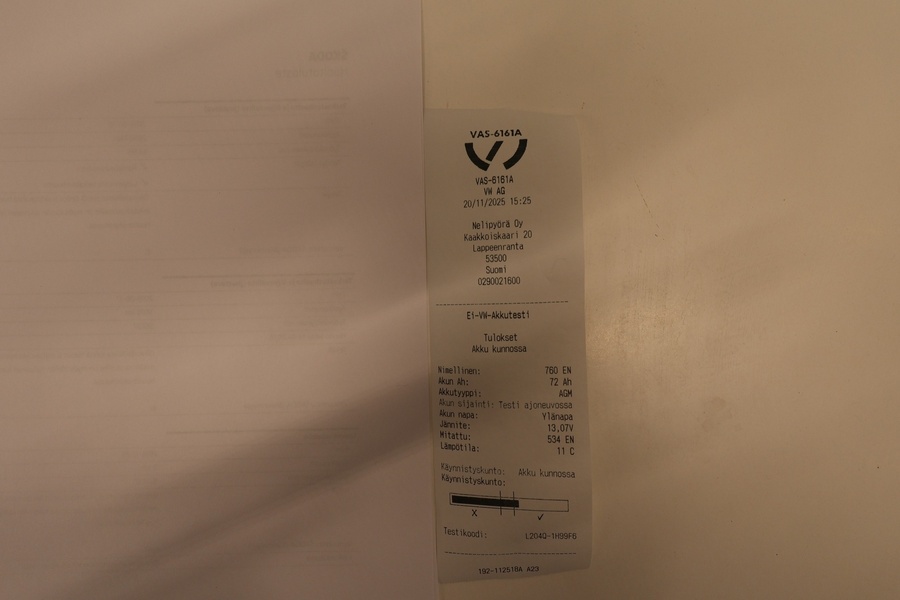 VAS-6161A
VAS-6161A
VW AG
20/11/2025 15:25
Nelipyörä Oy
Kaakkoiskaari 20
Lappeenranta
53500
Suomi
0290021600
Ei-VW-Akkutesti
Tulokset
Akku kunnossa
Nimellinen: 760 EN
Akun Ah: 72 Ah
Akkutyyppi: AGM
Akun sijainti: Testi ajoneuvossa
Akun napa: Ylänapa
Jännite: 13,07V
Mitattu: 534 EN
Lämpötila: 11 C
Käynnistyskunto: Akku kunnossa
Käynnistyskunto:
X ✓
Testikoodi: L204Q-1H99F6
192-112518A A23